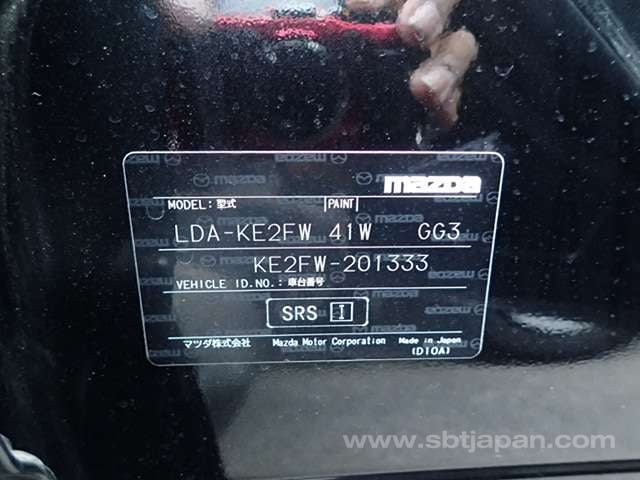 mazda
MODEL: 型式 PAINT
LDA-KE2FW 41W GG3
KE2FW-201333
VEHICLE ID.NO.: 車台番号
SRS I
マツダ株式会社 Mazda Motor Corporation Made in Japan
(D10A)
www.sbtjapan.com